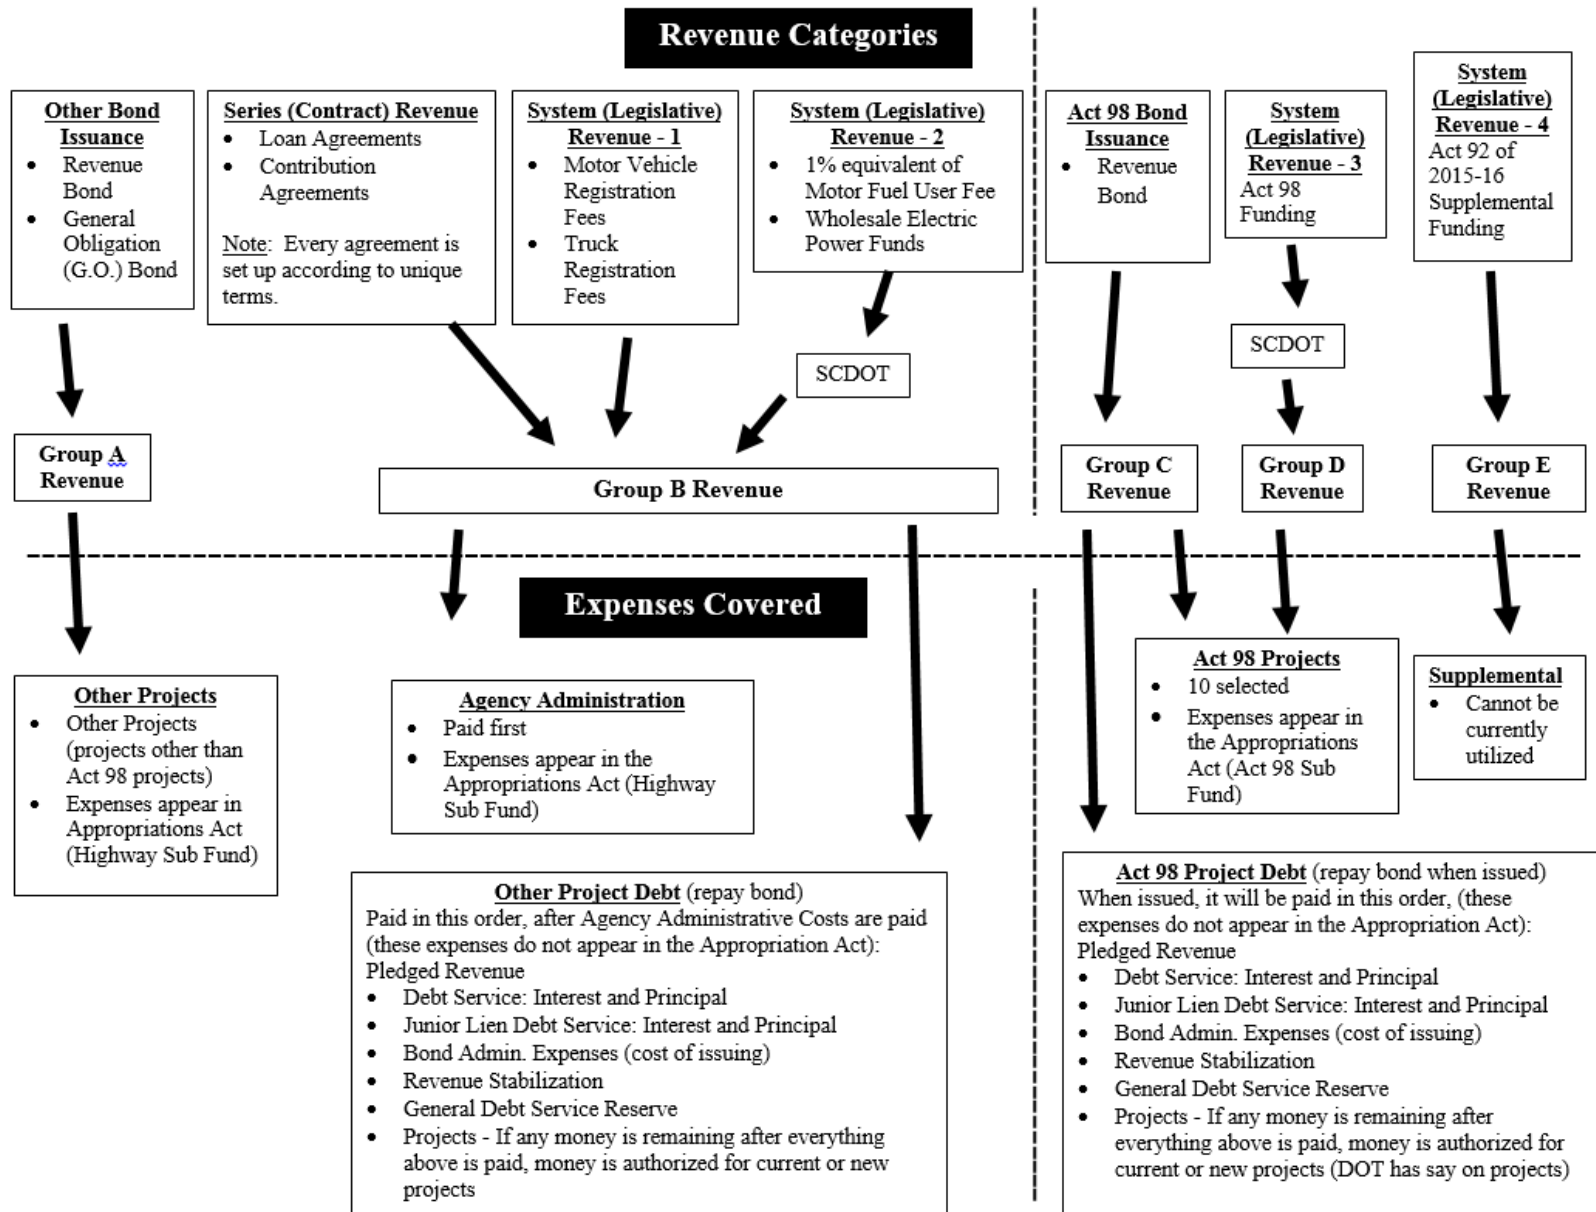 Revenue Categories
Other Bond
Issuance
• Revenue
Bond
• General
Obligation
(G.O.) Bond
Series (Contract) Revenue
• Loan Agreements
• Contribution
Agreements
Note: Every agreement is
set up according to unique
terms.
System (Legislative)
Revenue - 1
• Motor Vehicle
Registration
Fees
• Truck
Registration
Fees
System (Legislative)
Revenue - 2
• 1% equivalent of
Motor Fuel User Fee
• Wholesale Electric
Power Funds
Act 98 Bond
Issuance
• Revenue
Bond
System
(Legislative)
Revenue - 3
Act 98
Funding
System
(Legislative)
Revenue - 4
Act 92 of
2015-16
Supplemental
Funding
SCDOT
SCDOT
Group A
Revenue
Group B Revenue
Group C
Revenue
Group D
Revenue
Group E
Revenue
Expenses Covered
Other Projects
• Other Projects
(projects other than
Act 98 projects)
• Expenses appear in
Appropriations Act
(Highway Sub Fund)
Agency Administration
• Paid first
• Expenses appear in the
Appropriations Act (Highway
Sub Fund)
Act 98 Projects
• 10 selected
• Expenses appear in
the Appropriations
Act (Act 98 Sub
Fund)
Supplemental
• Cannot be
currently
utilized
Other Project Debt (repay bond)
Paid in this order, after Agency Administrative Costs are paid
(these expenses do not appear in the Appropriation Act):
Pledged Revenue
• Debt Service: Interest and Principal
• Junior Lien Debt Service: Interest and Principal
• Bond Admin. Expenses (cost of issuing)
• Revenue Stabilization
• General Debt Service Reserve
• Projects - If any money is remaining after everything
above is paid, money is authorized for current or new
projects
Act 98 Project Debt (repay bond when issued)
When issued, it will be paid in this order, (these
expenses do not appear in the Appropriation Act):
Pledged Revenue
• Debt Service: Interest and Principal
• Junior Lien Debt Service: Interest and Principal
• Bond Admin. Expenses (cost of issuing)
• Revenue Stabilization
• General Debt Service Reserve
• Projects - If any money is remaining after
everything above is paid, money is authorized for
current or new projects (DOT has say on projects)